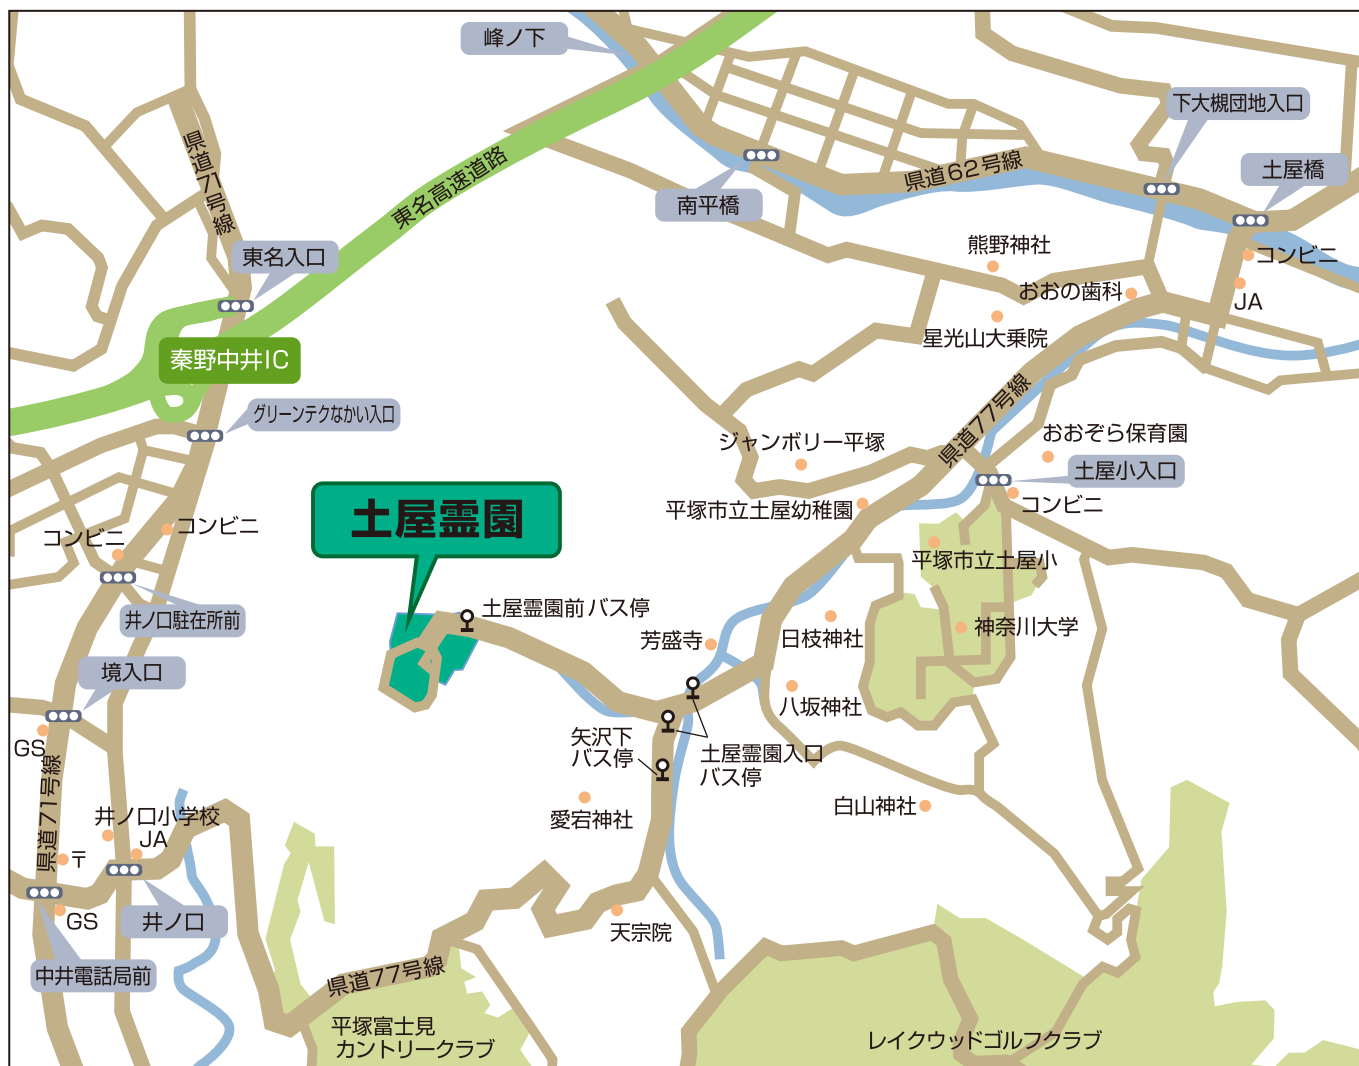 峰ノ下
下大槻団地入口
県道71号線
東名高速道路
県道62号線
土屋橋
南平橋
東名入口
熊野神社
コンビニ
おおの歯科
JA
星光山大乗院
秦野中井IC
グリーンテクなかい入口
県道77号線
ジャンボリー平塚
おおぞら保育園
土屋小入口
土屋霊園
平塚市立土屋幼稚園
コンビニ
コンビニ
コンビニ
平塚市立土屋小
井ノ口駐在所前
土屋霊園前バス停
芳盛寺
日枝神社
神奈川大学
境入口
八坂神社
GS
矢沢下
バス停
土屋霊園入口
バス停
県道71号線
井ノ口小学校
JA
愛宕神社
白山神社
〒
GS
井ノ口
天宗院
中井電話局前
県道77号線
平塚富士見
カントリークラブ
レイクウッドゴルフクラブ